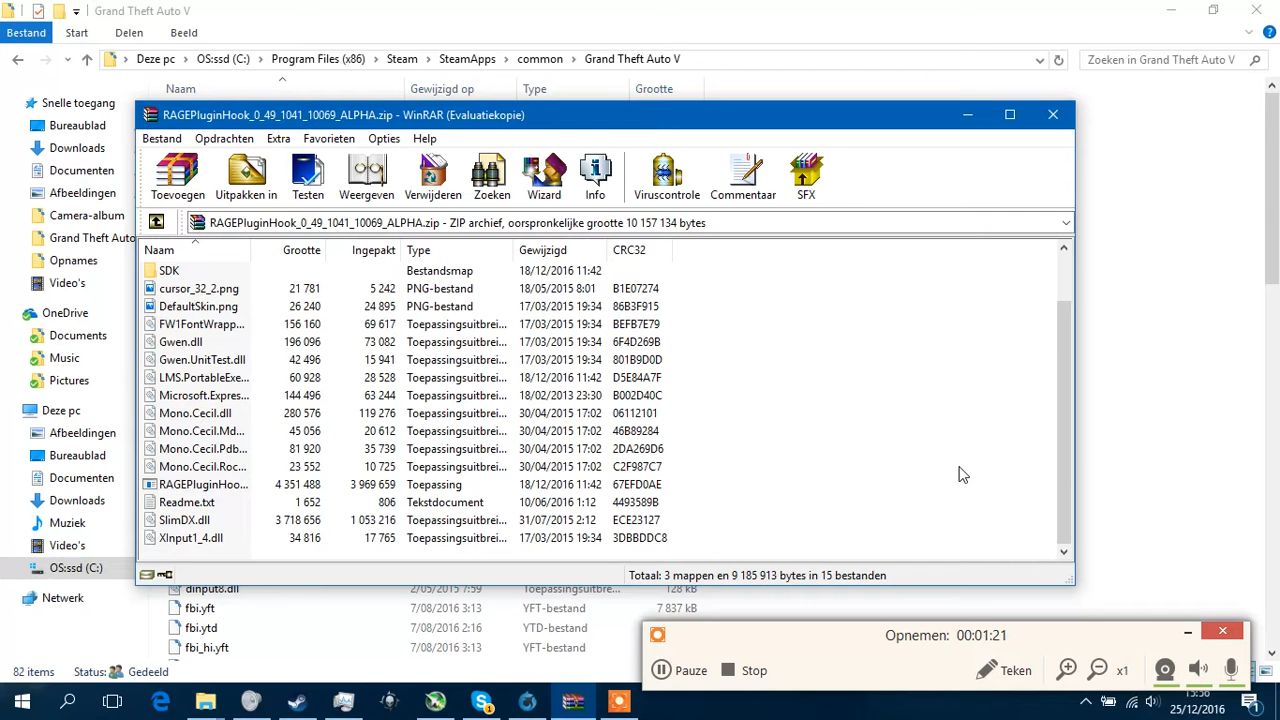 Grand Theft Auto V
Bestand Start Delen Beeld
Deze pc OS:ssd (C:) Program Files (x86) Steam SteamApps common Grand Theft Auto V Zoeken in Grand Theft Auto V
Naam Gewijzigd op Type Grootte
Snelle toegang
Bureaublad
Downloads
Documenten
Afbeeldingen
Camera-album
Grand Theft Auto
Opnames
Video's
OneDrive
Documents
Music
Pictures
Deze pc
Afbeeldingen
Bureaublad
Documenten
Downloads
Muziek
Video's
OS:ssd (C:)
Netwerk
RAGEPluginHook_0_49_1041_10069_ALPHA.zip - WinRAR (Evaluatiekopie)
Bestand Opdrachten Extra Favorieten Opties Help
Toevoegen Uitpakken in Testen Weergeven Verwijderen Zoeken Wizard Info Viruscontrole Commentaar SFX
RAGEPluginHook_0_49_1041_10069_ALPHA.zip - ZIP archief, oorspronkelijke grootte 10 157 134 bytes
Naam Grootte Ingepakt Type Gewijzigd CRC32
SDK Bestandsmap 18/12/2016 11:42
cursor_32_2.png 21 781 5 242 PNG-bestand 18/05/2015 8:01 B1E07274
DefaultSkin.png 26 240 24 895 PNG-bestand 17/03/2015 19:34 86B3F915
FW1FontWrapp... 156 160 69 617 Toepassingsuitbrei... 17/03/2015 19:34 BEFB7E79
Gwen.dll 196 096 73 082 Toepassingsuitbrei... 17/03/2015 19:34 6F4D269B
Gwen.UnitTest.dll 42 496 15 941 Toepassingsuitbrei... 17/03/2015 19:34 801B9D0D
LMS.PortableExe... 60 928 28 528 Toepassingsuitbrei... 18/12/2016 11:42 D5E84A7F
Microsoft.Expres... 144 496 63 244 Toepassingsuitbrei... 18/02/2013 23:30 B002D40C
Mono.Cecil.dll 280 576 119 276 Toepassingsuitbrei... 30/04/2015 17:02 06112101
Mono.Cecil.Md... 45 056 20 612 Toepassingsuitbrei... 30/04/2015 17:02 46B89284
Mono.Cecil.Pdb... 81 920 35 739 Toepassingsuitbrei... 30/04/2015 17:02 2DA269D6
Mono.Cecil.Roc... 23 552 10 725 Toepassingsuitbrei... 30/04/2015 17:02 C2F987C7
RAGEPluginHoo... 4 351 488 3 969 659 Toepassing 18/12/2016 11:42 67EFD0AE
Readme.txt 1 652 806 Tekstdocument 10/06/2016 1:12 4493589B
SlimDX.dll 3 718 656 1 053 216 Toepassingsuitbrei... 31/07/2015 2:12 ECE23127
XInput1_4.dll 34 816 17 765 Toepassingsuitbrei... 17/03/2015 19:34 3DBBDDC8
Totaal: 3 mappen en 9 185 913 bytes in 15 bestanden
dinput8.dll 2/05/2015 7:59 Toepassingsuitbrei... 128 kB
fbi.yft 7/08/2016 3:13 YFT-bestand 7 837 kB
fbi.ytd 7/08/2016 2:16 YTD-bestand
fbi_hi.yft 7/08/2016 3:13 YFT-bestand
82 items Status: Gedeeld
Opnemen: 00:01:21
Pauze Stop Teken x1
15:56
25/12/2016